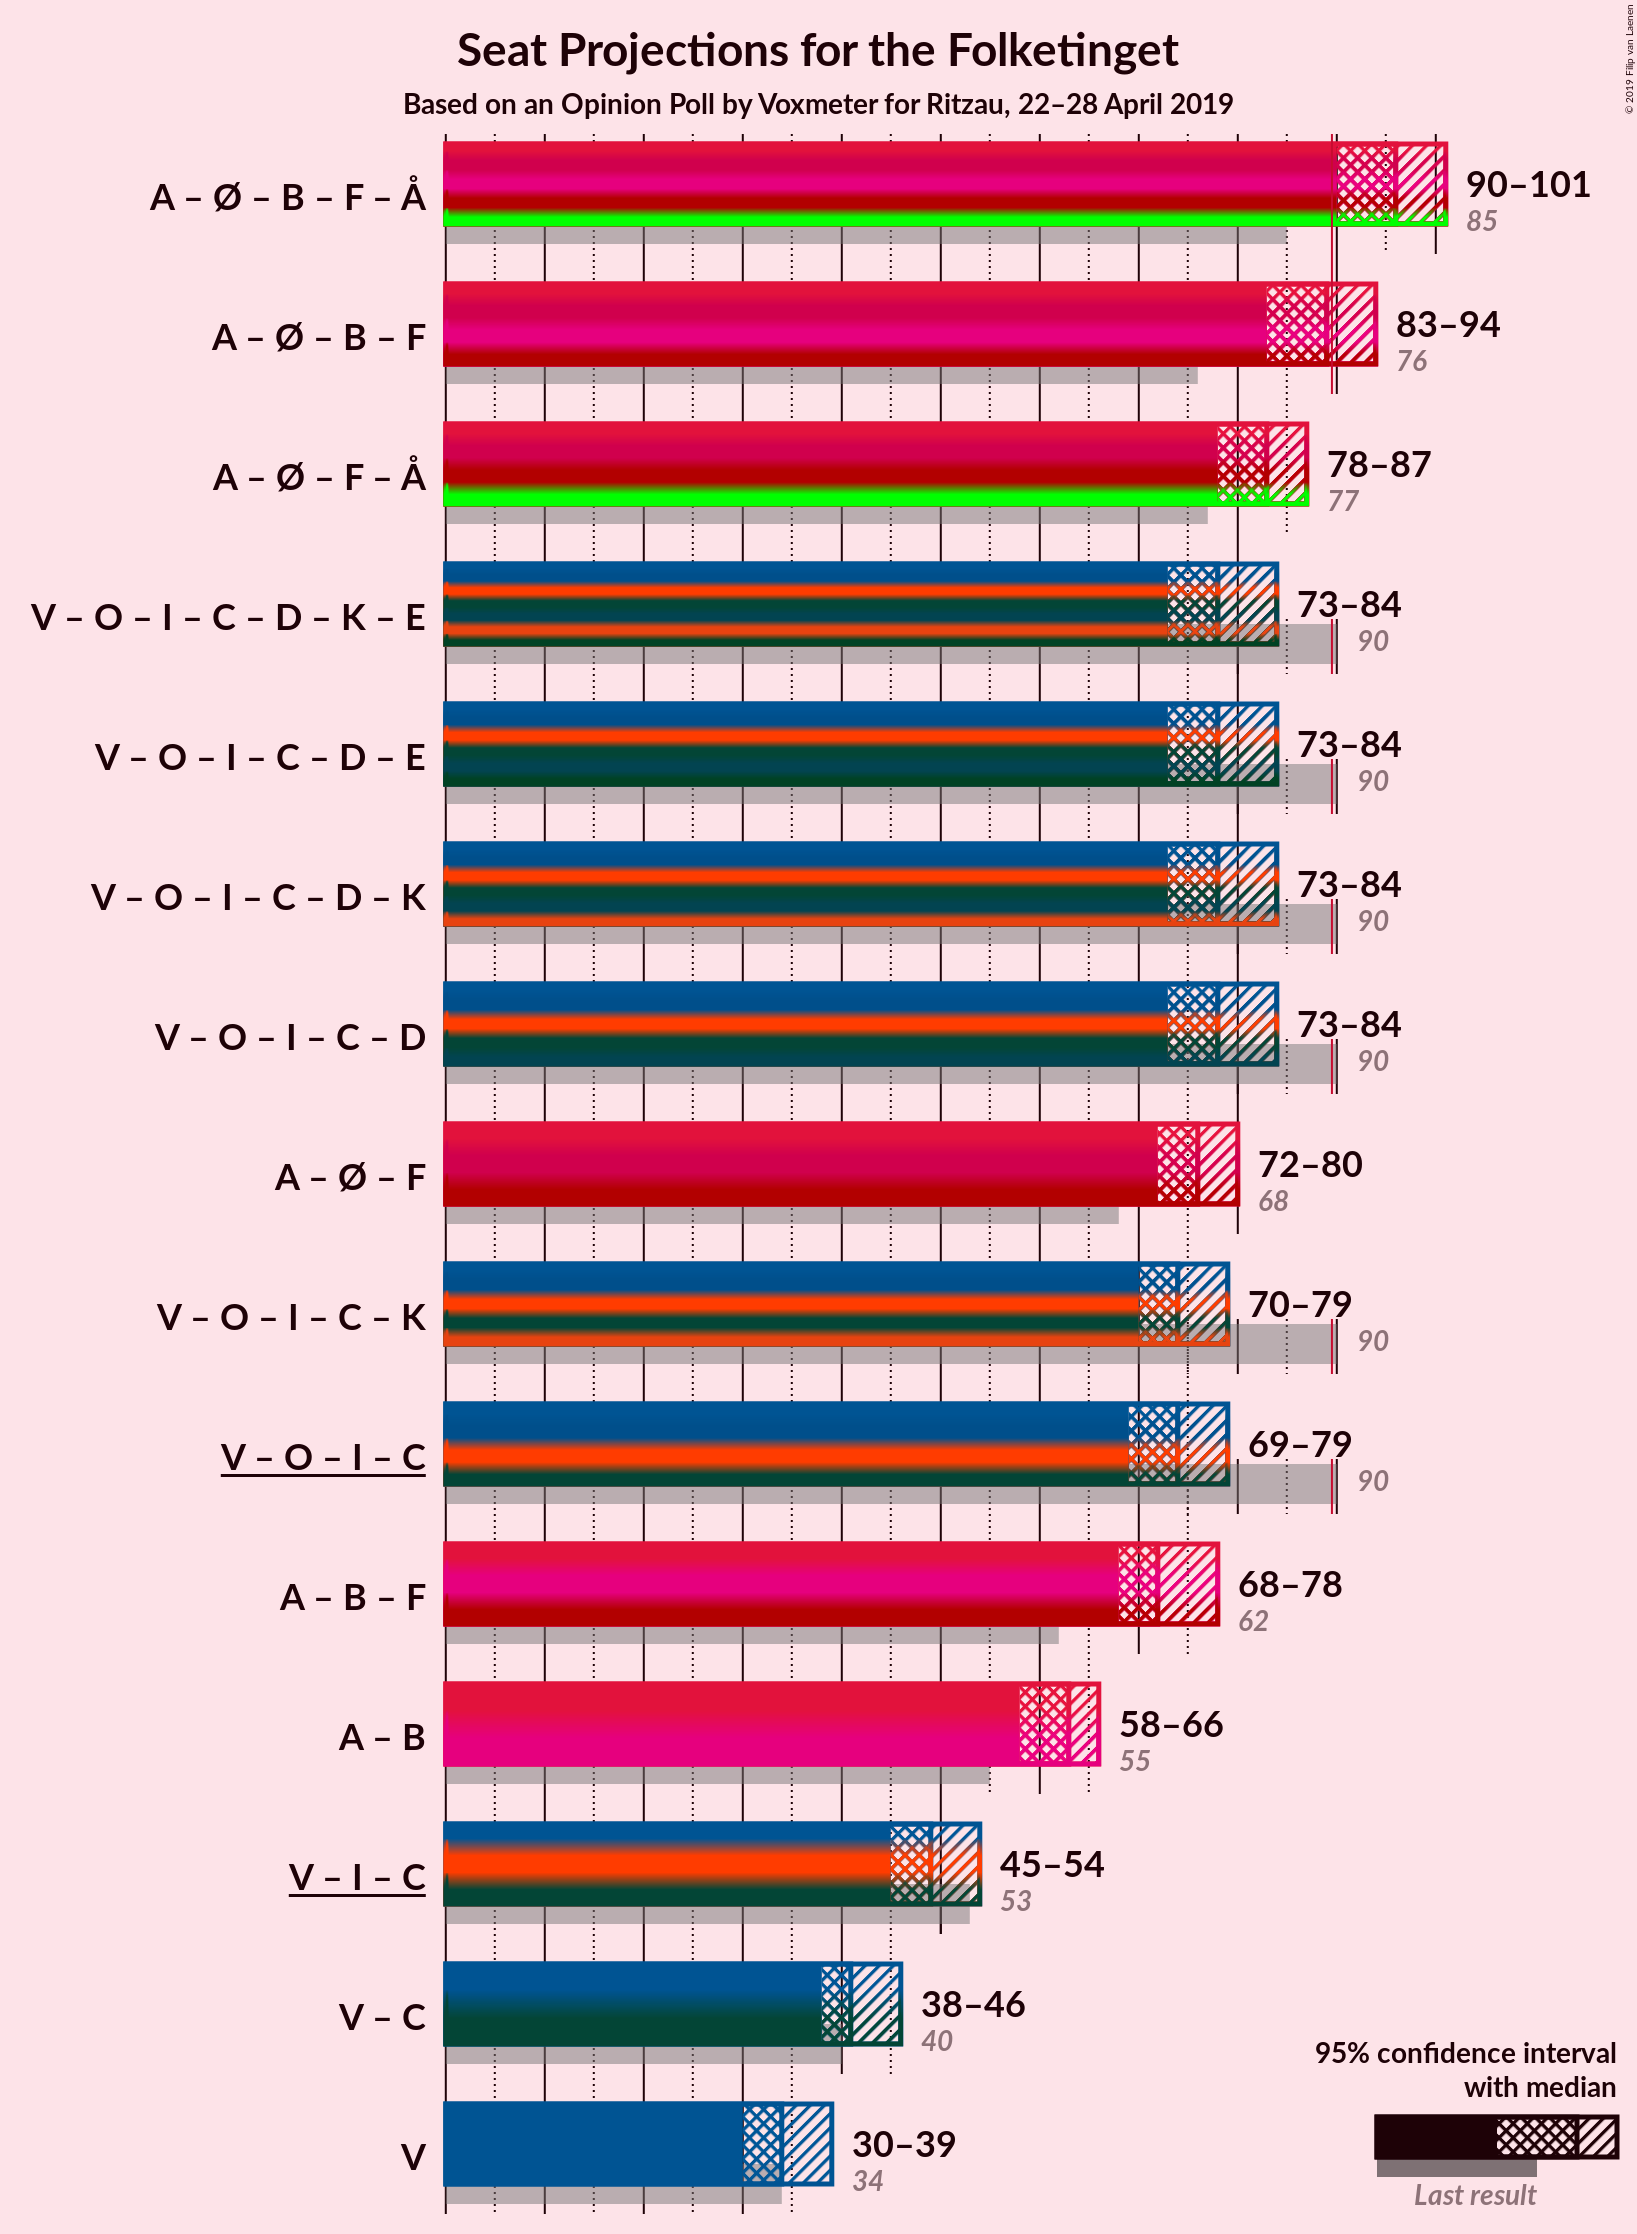 © 2019 Filip van Laenen
Seat Projections for the Folketinget
Based on an Opinion Poll by Voxmeter for Ritzau, 22–28 April 2019
A – Ø – B – F – Å
90–101
85
A – Ø – B – F
83–94
76
A – Ø – F – Å
78–87
77
V – O – I – C – D – K – E
73–84
90
V – O – I – C – D – E
73–84
90
V – O – I – C – D – K
73–84
90
V – O – I – C – D
73–84
90
A – Ø – F
72–80
68
V – O – I – C – K
70–79
90
V – O – I – C
69–79
90
A – B – F
68–78
62
A – B
58–66
55
V – I – C
45–54
53
V – C
38–46
40
V
30–39
34
95% confidence interval
with median
Last result